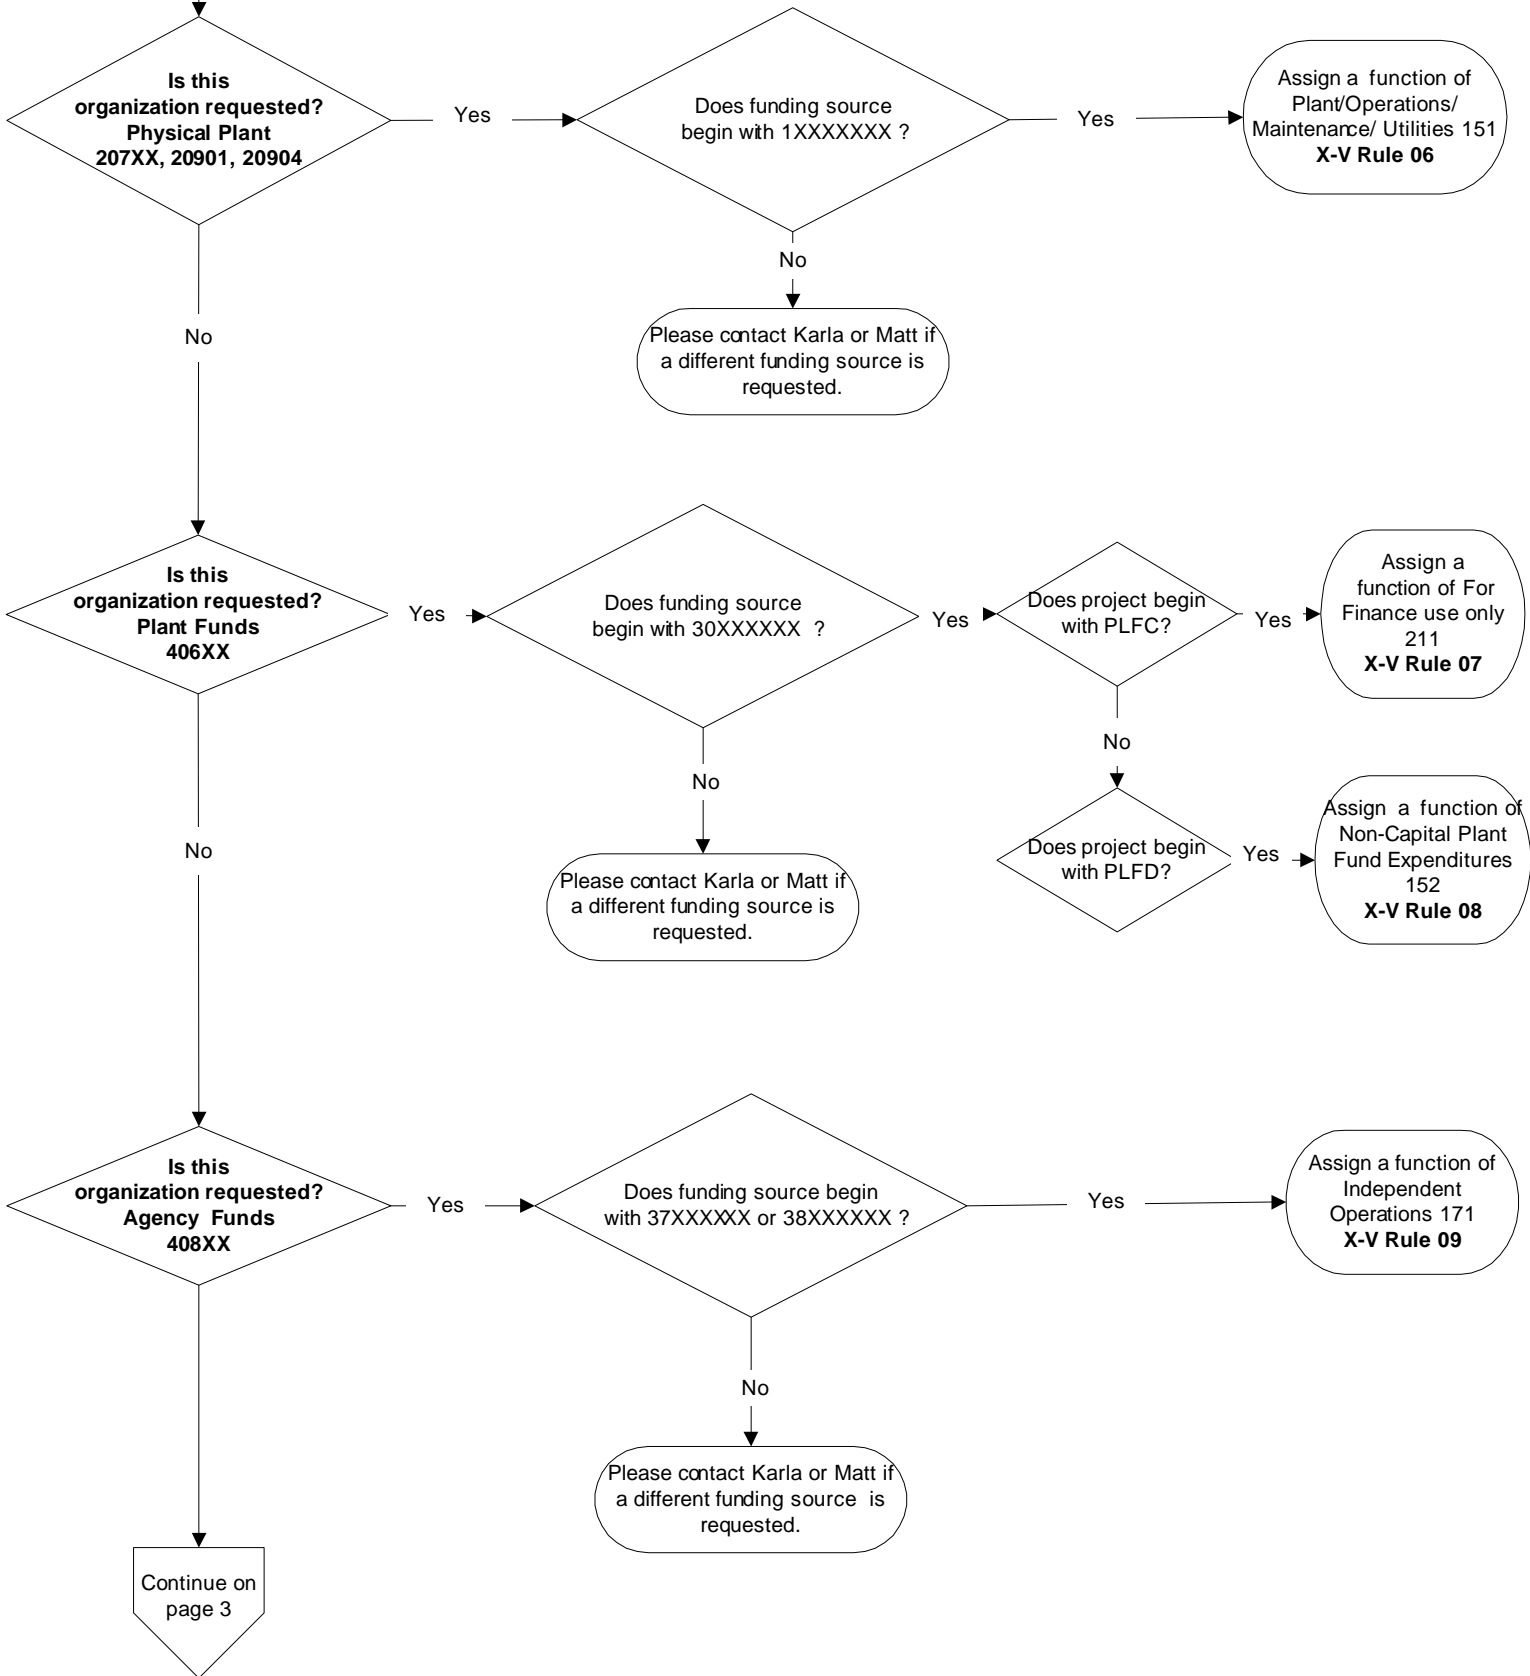 Is this
organization requested?
Physical Plant
207XX, 20901, 20904
Yes
Does funding source
begin with 1XXXXXXX ?
Yes
Assign a function of
Plant/Operations/
Maintenance/ Utilities 151
X-V Rule 06
No
No
Please contact Karla or Matt if
a different funding source is
requested.
Is this
organization requested?
Plant Funds
406XX
Yes
Does funding source
begin with 30XXXXXX ?
Yes
Does project begin
with PLFC?
Yes
Assign a
function of For
Finance use only
211
X-V Rule 07
No
No
Please contact Karla or Matt if
a different funding source is
requested.
No
Does project begin
with PLFD?
Yes
Assign a function of
Non-Capital Plant
Fund Expenditures
152
X-V Rule 08
Is this
organization requested?
Agency Funds
408XX
Yes
Does funding source begin
with 37XXXXXX or 38XXXXXX ?
Yes
Assign a function of
Independent
Operations 171
X-V Rule 09
No
Please contact Karla or Matt if
a different funding source is
requested.
Continue on
page 3